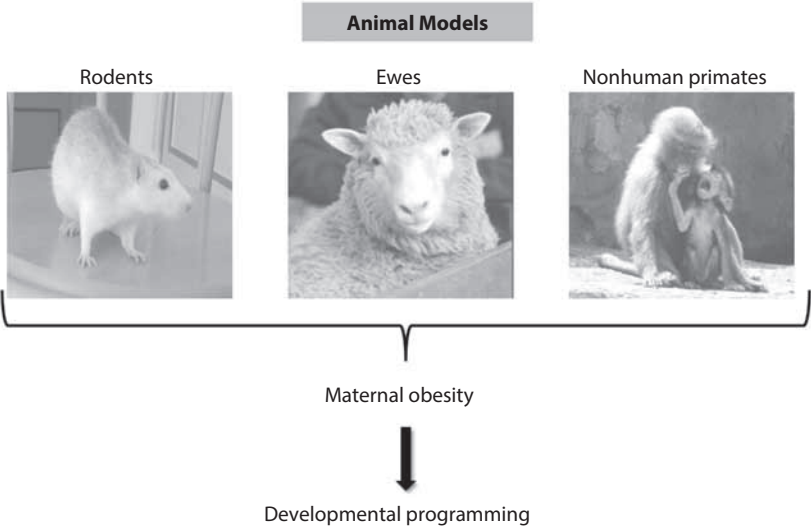 Animal Models
Rodents
Ewes
Nonhuman primates
Maternal obesity
Developmental programming